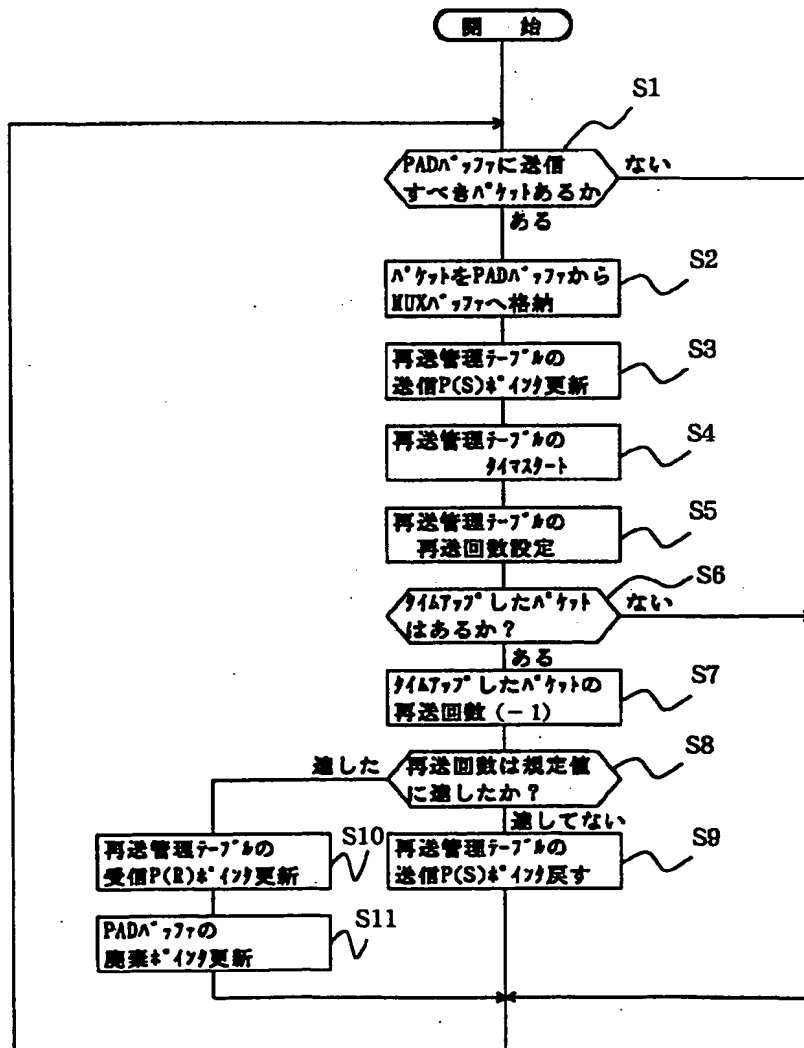 開 始
S1
PADバッファに送信
すべきパケットあるか
ない
ある
S2
パケットをPADバッファから
MUXバッファへ格納
S3
再送管理テーブルの
送信P(S)ポインタ更新
S4
再送管理テーブルの
タイマスタート
S5
再送管理テーブルの
再送回数設定
S6
タイムアップしたパケット
はあるか?
ない
ある
S7
タイムアップしたパケットの
再送回数(-1)
S8
再送回数は規定値
に達したか?
達した
達してない
S10
再送管理テーブルの
受信P(R)ポインタ更新
S9
再送管理テーブルの
送信P(S)ポインタ戻す
S11
PADバッファの
廃棄ポインタ更新